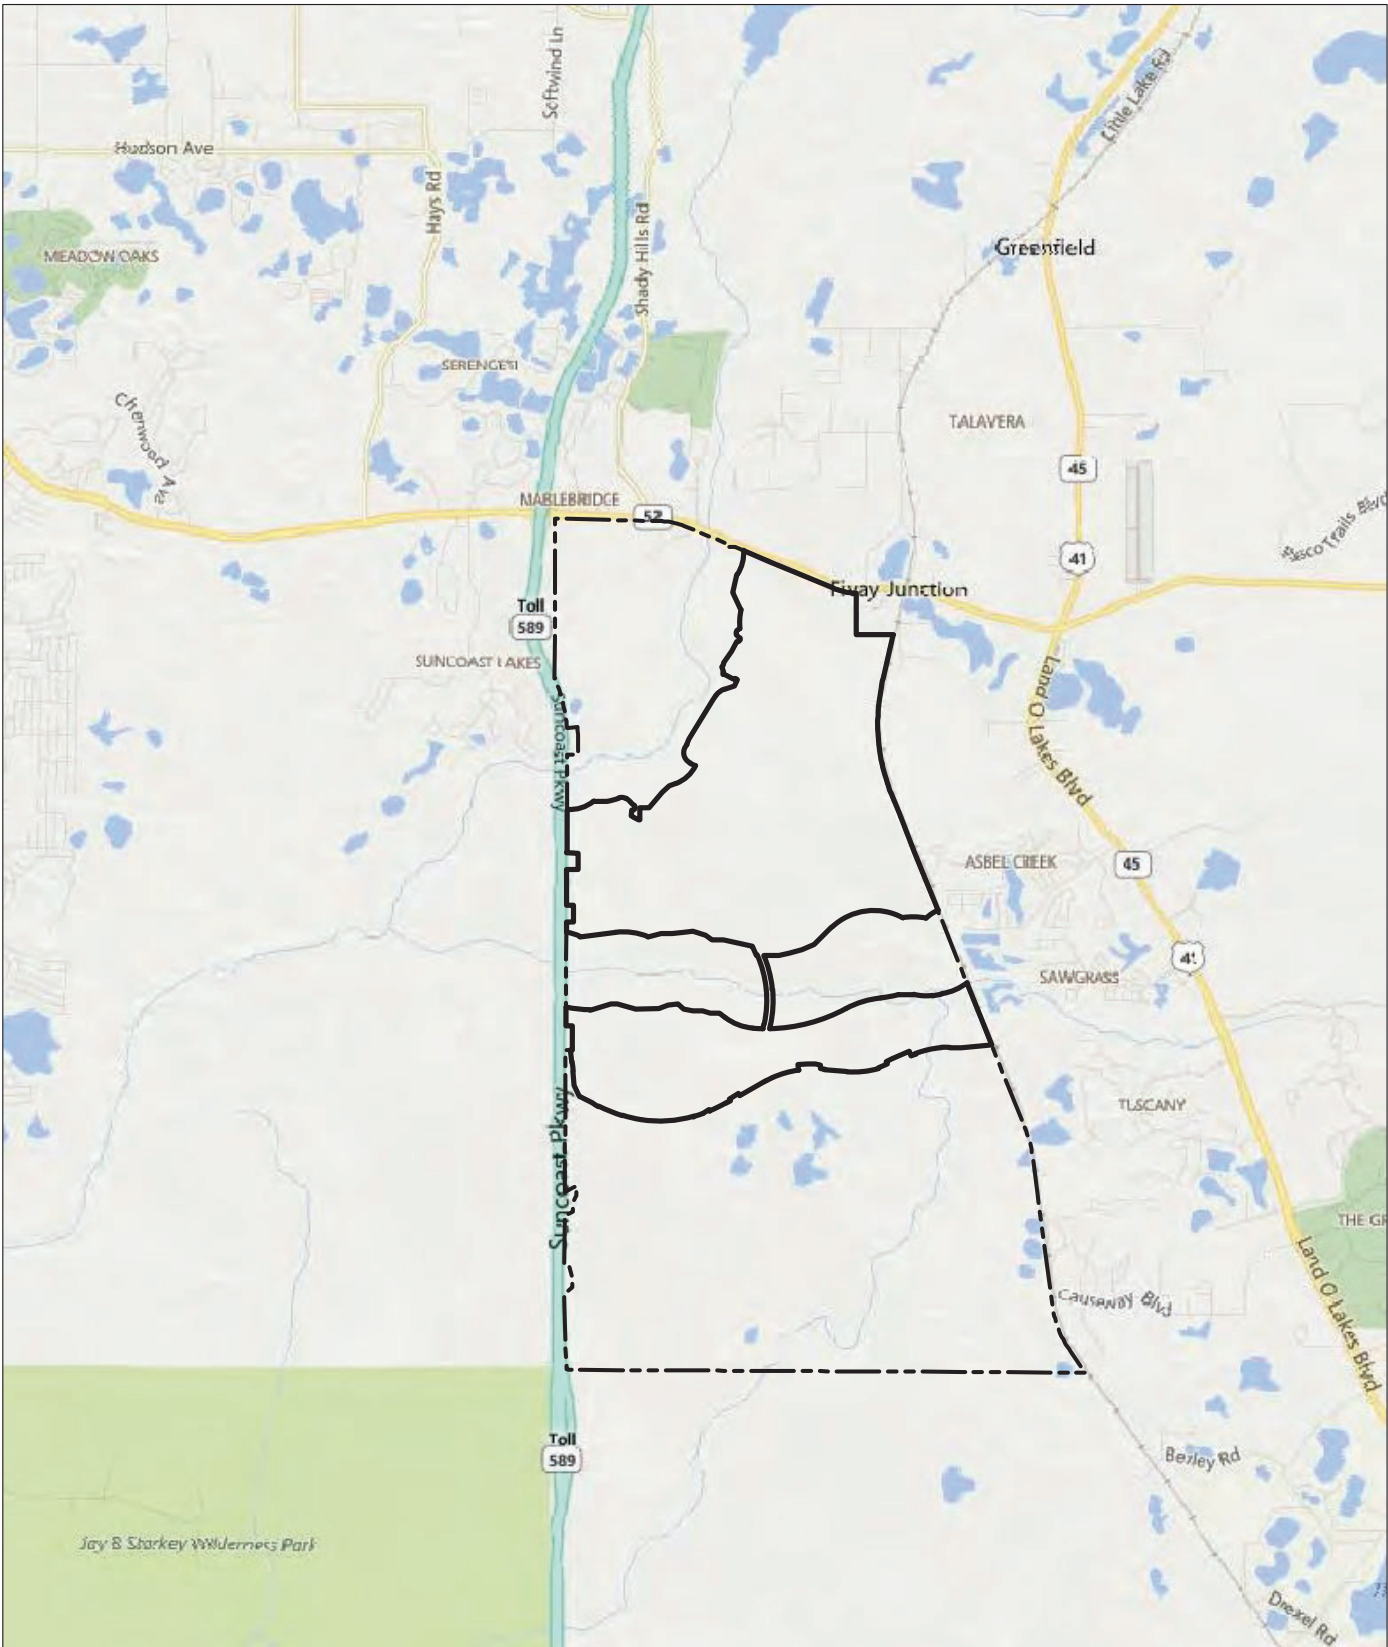 Softwind Ln
Little Lake Rd
Hudson Ave
Hays Rd
Shady Hills Rd
Greenfield
MEADOW OAKS
SERENGETI
Chenwood Ave
TALAVERA
45
MABLEBRIDGE
52
Trails Blvd
41
Fivay Junction
Toll
589
SUNCOAST LAKES
Suncoast Pkwy
Land O Lakes Blvd
ASBEL CREEK
45
41
SAWGRASS
TUSCANY
Suncoast Pkwy
THE GR
Land O Lakes Blvd
Causeway Blvd
Toll
589
Bexley Rd
Jay B Starkey Wilderness Park
Drexel Rd